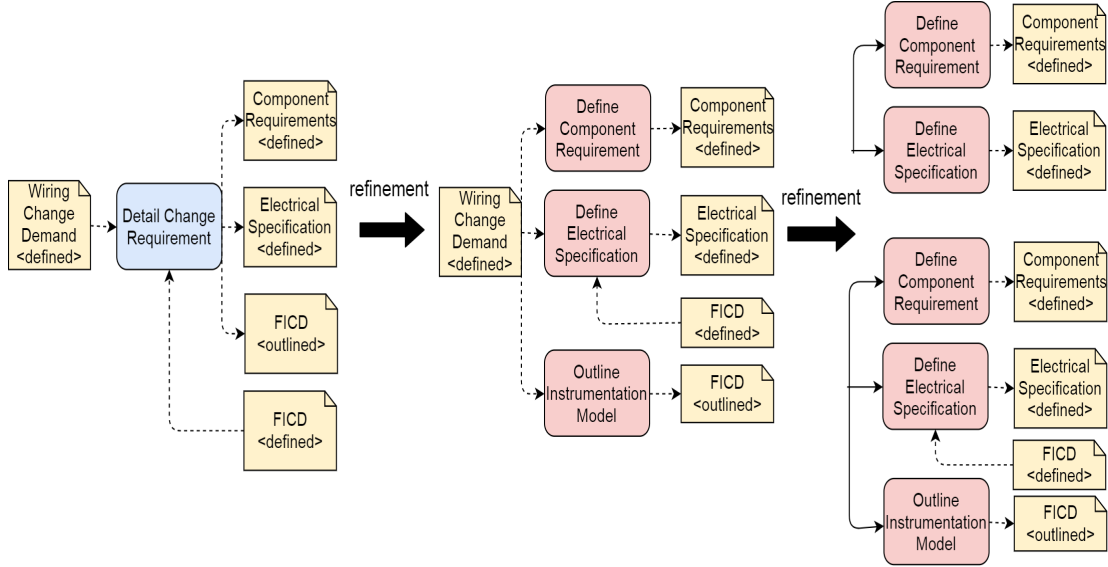 Wiring
Change
Demand
<defined>
Detail Change
Requirement
Component
Requirements
<defined>
Electrical
Specification
<defined>
FICD
<outlined>
FICD
<defined>
refinement
Wiring
Change
Demand
<defined>
Define
Component
Requirement
Component
Requirements
<defined>
Define
Electrical
Specification
Electrical
Specification
<defined>
FICD
<defined>
Outline
Instrumentation
Model
FICD
<outlined>
refinement
Define
Component
Requirement
Component
Requirements
<defined>
Define
Electrical
Specification
Electrical
Specification
<defined>
Define
Component
Requirement
Component
Requirements
<defined>
Define
Electrical
Specification
Electrical
Specification
<defined>
FICD
<defined>
Outline
Instrumentation
Model
FICD
<outlined>